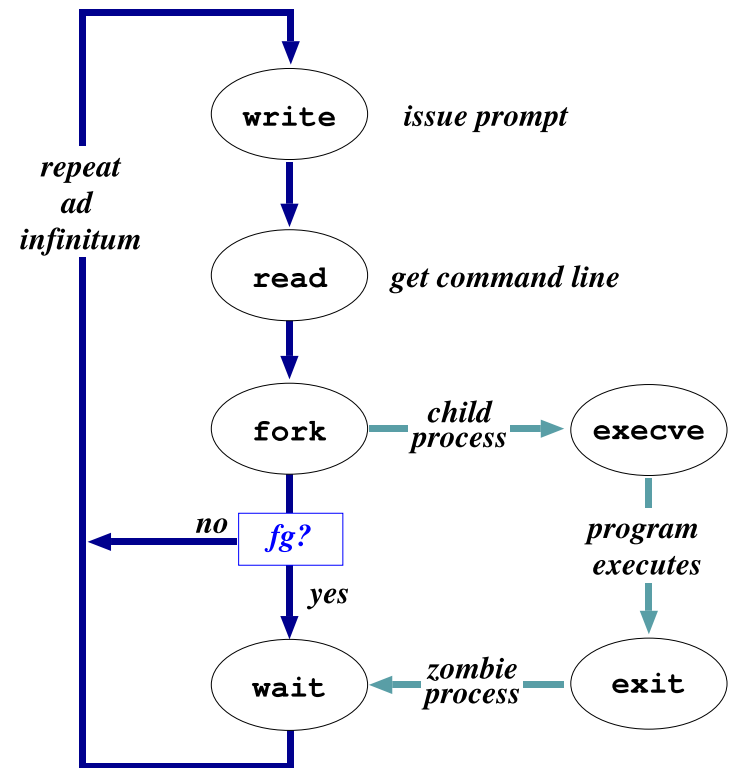 write
issue prompt
repeat
ad
infinitum
read
get command line
fork
child
process
execve
no
fg?
program
executes
yes
wait
zombie
process
exit